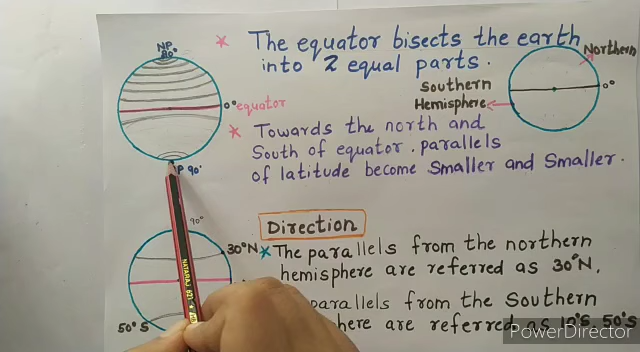 NP
90°
0° equator
P 90°
* The equator bisects the earth
into 2 equal parts.
Northern
Southern
Hemisphere
0°
* Towards the north and
South of equator. parallels
of latitude become Smaller and Smaller.
Direction
90°
30°N
50°S
* The parallels from the northern
hemisphere are referred as 30°N.
parallels from the Southern
here are referred as 10°S, 50°S
NATARAJ 621
PowerDirector